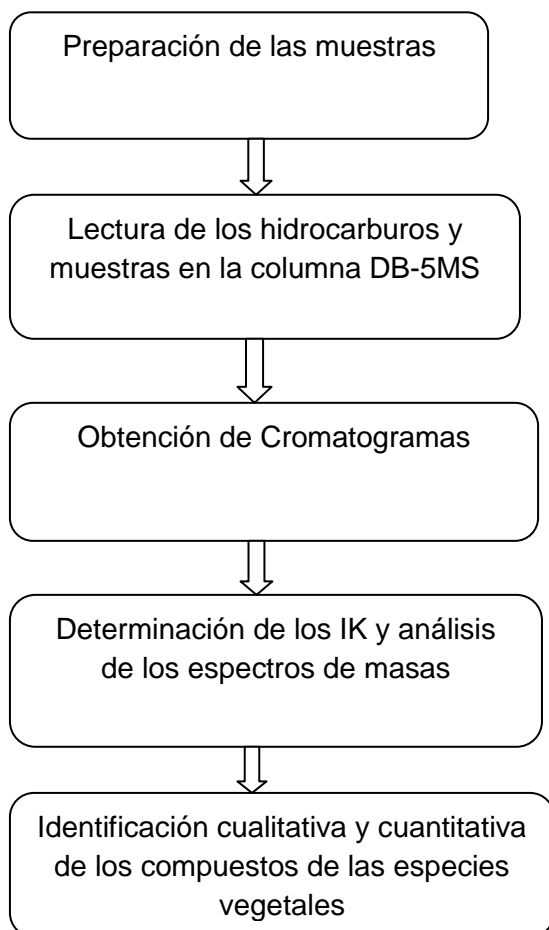 Preparación de las muestras
Lectura de los hidrocarburos y
muestras en la columna DB-5MS
Obtención de Cromatogramas
Determinación de los IK y análisis
de los espectros de masas
Identificación cualitativa y cuantitativa
de los compuestos de las especies
vegetales